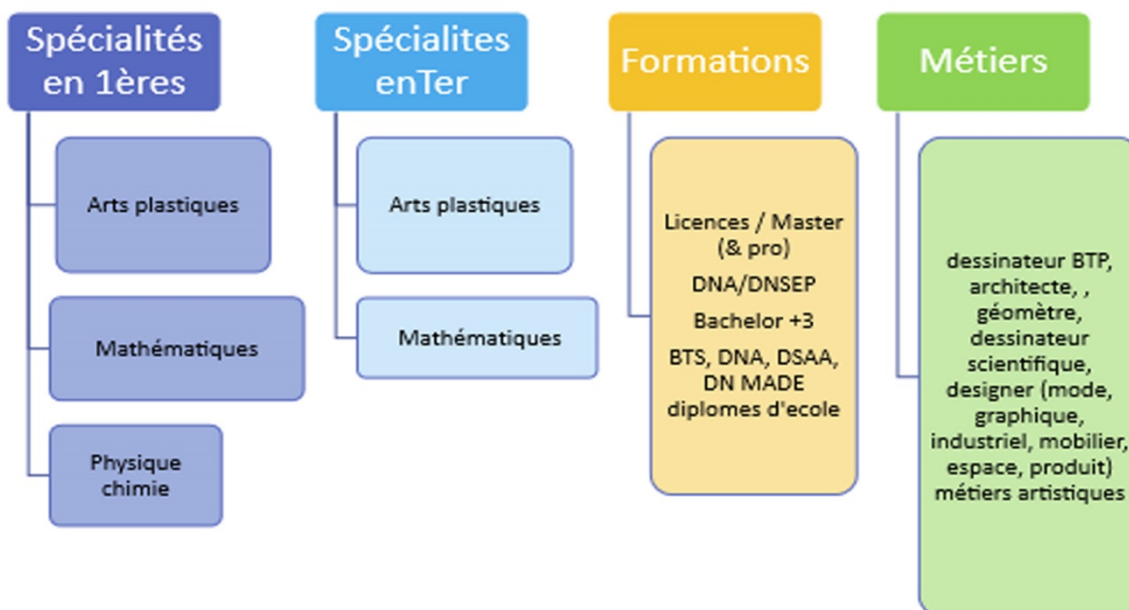 Spécialités
en 1ères
Arts plastiques
Mathématiques
Physique
chimie
Spécialites
enTer
Arts plastiques
Mathématiques
Formations
Licences / Master
(& pro)
DNA/DNSEP
Bachelor +3
BTS, DNA, DSAA,
DN MADE
diplomes d'ecole
Métiers
dessinateur BTP,
architecte, ,
géomètre,
dessinateur
scientifique,
designer (mode,
graphique,
industriel, mobilier,
espace, produit)
métiers artistiques